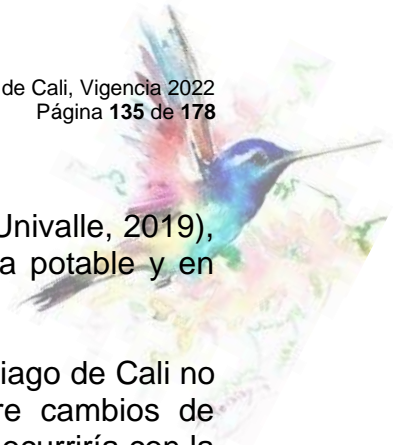 de Cali, Vigencia 2022
Página 135 de 178
Univalle, 2019),
a potable y en
iago de Cali no
re cambios de
ocurriría con la